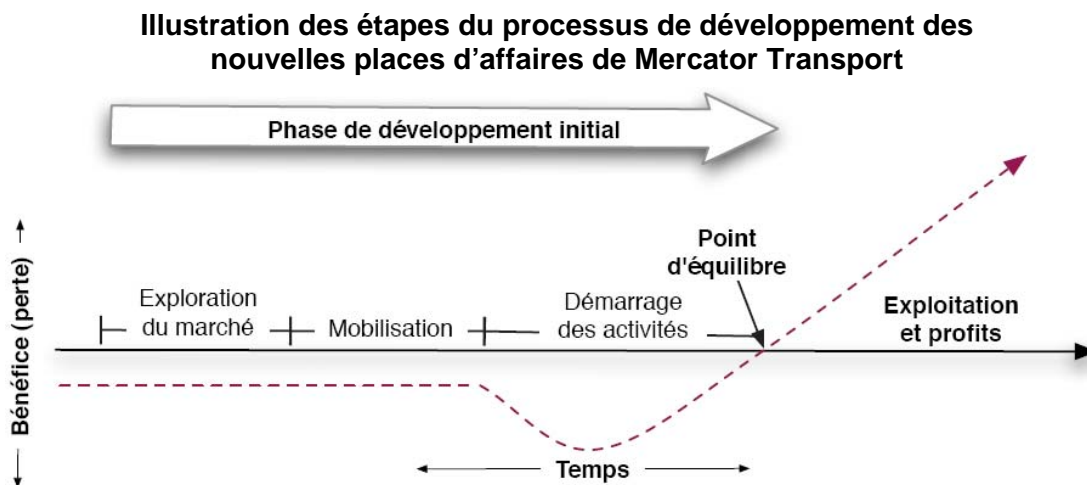 Illustration des étapes du processus de développement des
nouvelles places d'affaires de Mercator Transport
Phase de développement initial
Point
d'équilibre
Exploration
du marché
Mobilisation
Démarrage
des activités
Exploitation
et profits
Bénéfice (perte)
Temps